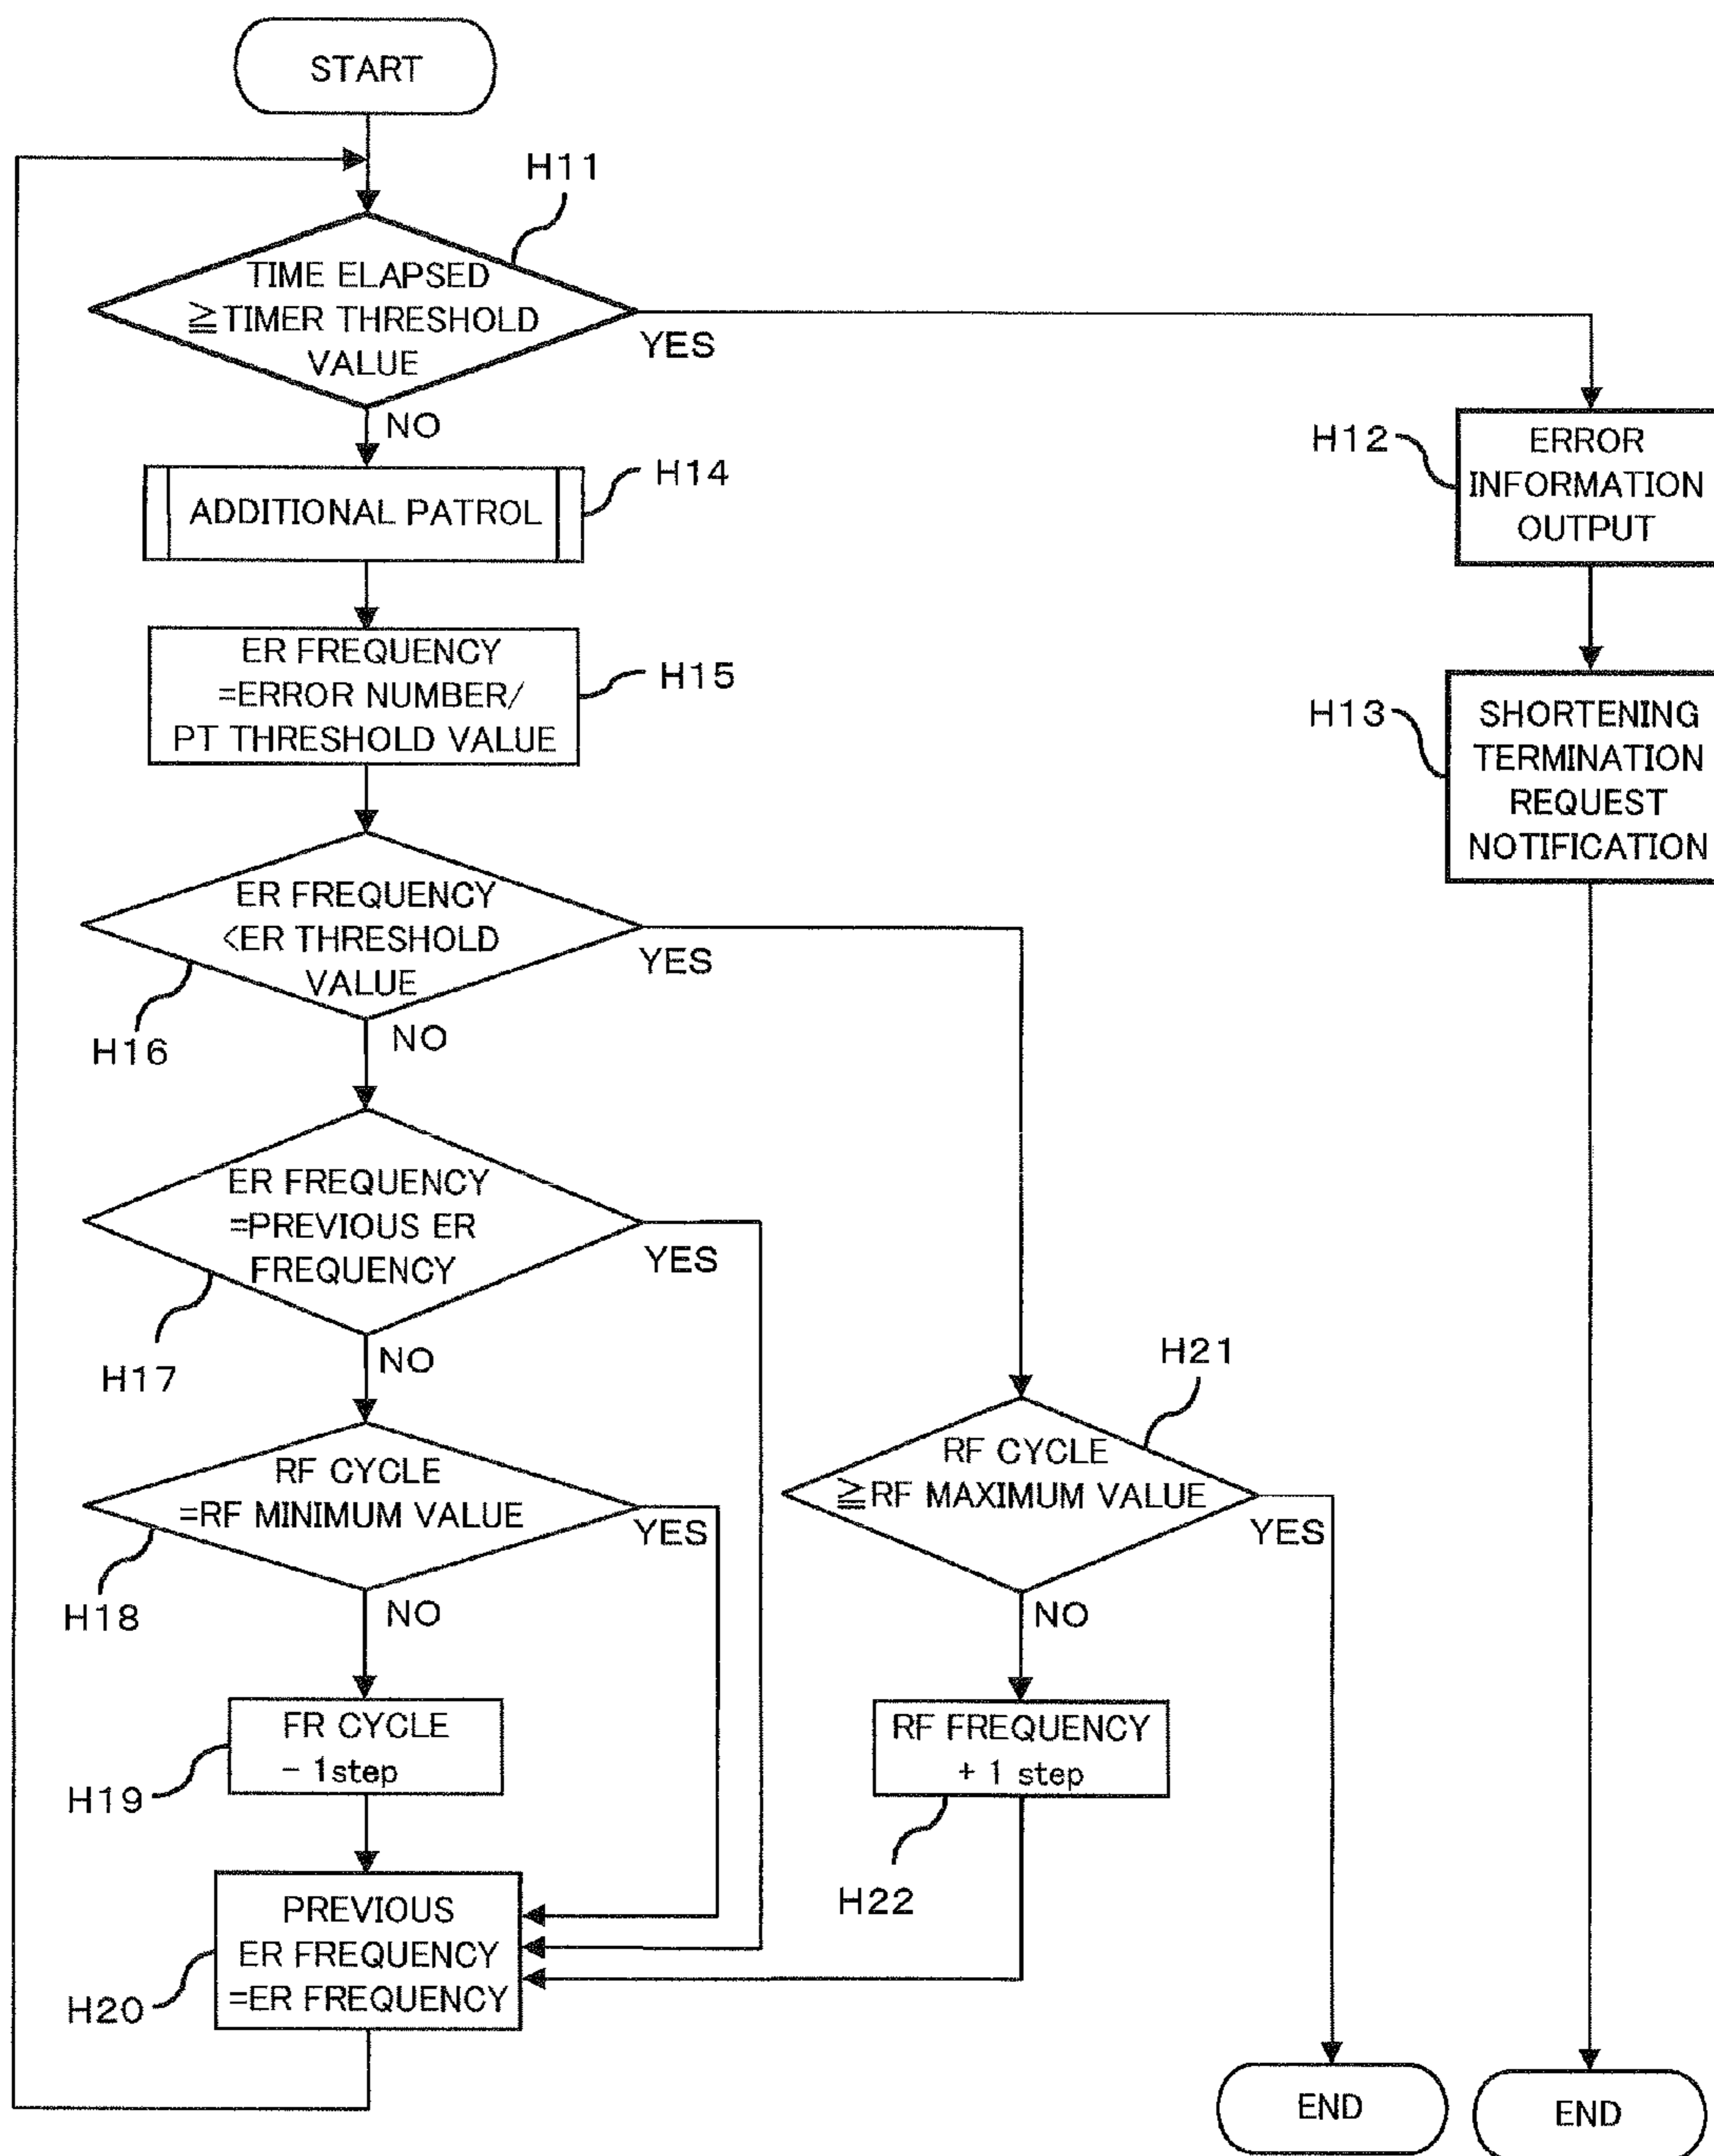 START
H11
TIME ELAPSED
≧TIMER THRESHOLD
VALUE
YES
NO
H12
ERROR
INFORMATION
OUTPUT
H14
ADDITIONAL PATROL
H15
ER FREQUENCY
=ERROR NUMBER/
PT THRESHOLD VALUE
H13
SHORTENING
TERMINATION
REQUEST
NOTIFICATION
ER FREQUENCY
<ER THRESHOLD
VALUE
YES
H16
NO
ER FREQUENCY
=PREVIOUS ER
FREQUENCY
YES
H17
NO
H21
RF CYCLE
=RF MINIMUM VALUE
YES
RF CYCLE
≧RF MAXIMUM VALUE
YES
H18
NO
NO
FR CYCLE
- 1step
H19
RF FREQUENCY
+ 1 step
H22
PREVIOUS
ER FREQUENCY
=ER FREQUENCY
H20
END
END